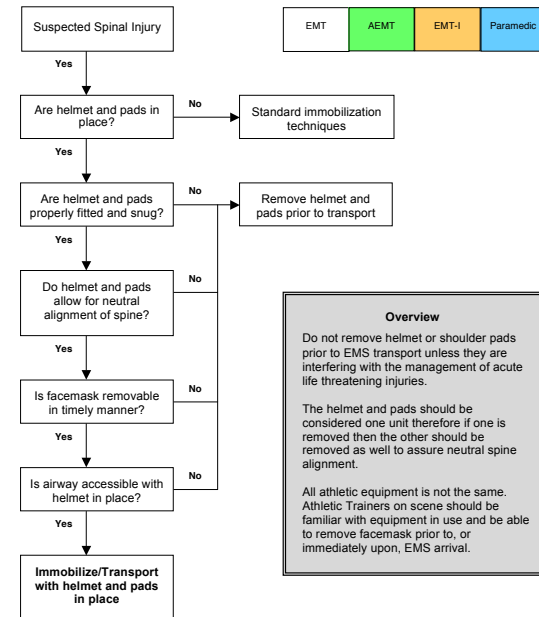 Suspected Spinal Injury
EMT
AEMT
EMT-I
Paramedic
Yes
Are helmet and pads in
place?
No
Standard immobilization
techniques
Yes
Are helmet and pads
properly fitted and snug?
No
Remove helmet and
pads prior to transport
Yes
Do helmet and pads
allow for neutral
alignment of spine?
No
Yes
Is facemask removable
in timely manner?
No
Yes
Is airway accessible with
helmet in place?
No
Yes
Immobilize/Transport
with helmet and pads
in place
Overview
Do not remove helmet or shoulder pads
prior to EMS transport unless they are
interfering with the management of acute
life threatening injuries.
The helmet and pads should be
considered one unit therefore if one is
removed then the other should be
removed as well to assure neutral spine
alignment.
All athletic equipment is not the same.
Athletic Trainers on scene should be
familiar with equipment in use and be able
to remove facemask prior to, or
immediately upon, EMS arrival.